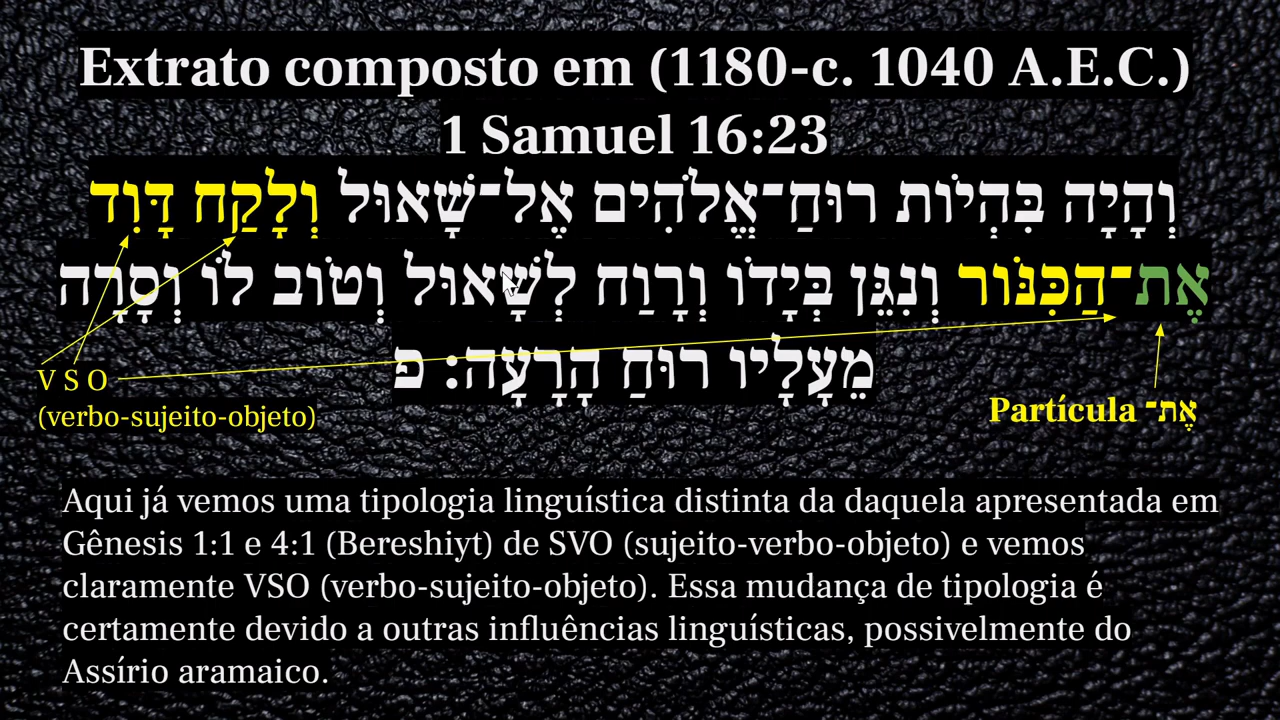 Extrato composto em (1180-c. 1040 A.E.C.)
1 Samuel 16:23
וְהָיָה בִּהְיוֹת רוּחַ־אֱלֹהִים אֶל־שָׁאוּל וְלָקַח דָּוִד
אֶת־הַכִּנּוֹר וְנִגֵּן בְּיָדוֹ וְרָוַח לְשָׁאוּל וְטוֹב לוֹ וְסָרָה
מֵעָלָיו רוּחַ הָרָעָה׃ פ
V S O
(verbo-sujeito-objeto)
Partícula אֶת־
Aqui já vemos uma tipologia linguística distinta da daquela apresentada em
Gênesis 1:1 e 4:1 (Bereshiyt) de SVO (sujeito-verbo-objeto) e vemos
claramente VSO (verbo-sujeito-objeto). Essa mudança de tipologia é
certamente devido a outras influências linguísticas, possivelmente do
Assírio aramaico.